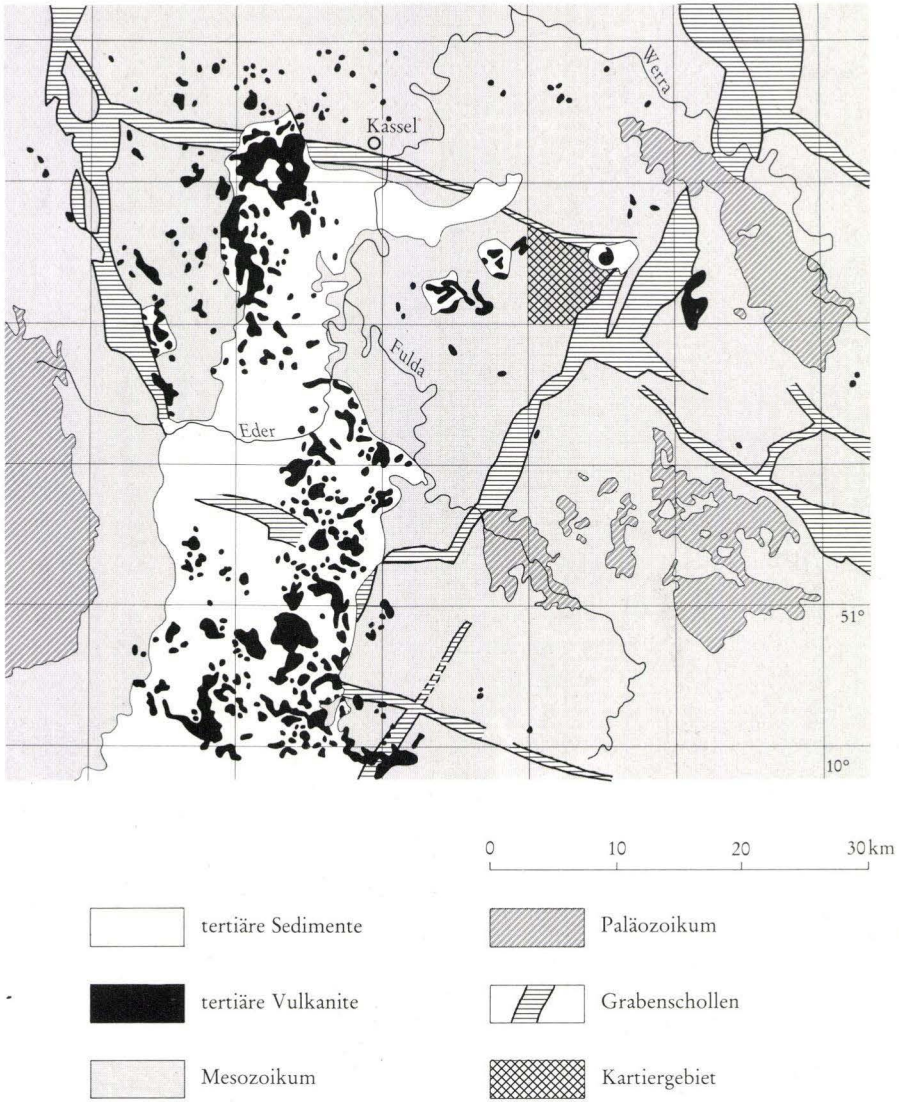 Werra
Kassel
Fulda
Eder
51°
10°
0 10 20 30 km
tertiäre Sedimente
Paläozoikum
tertiäre Vulkanite
Grabenschollen
Mesozoikum
Kartiergebiet